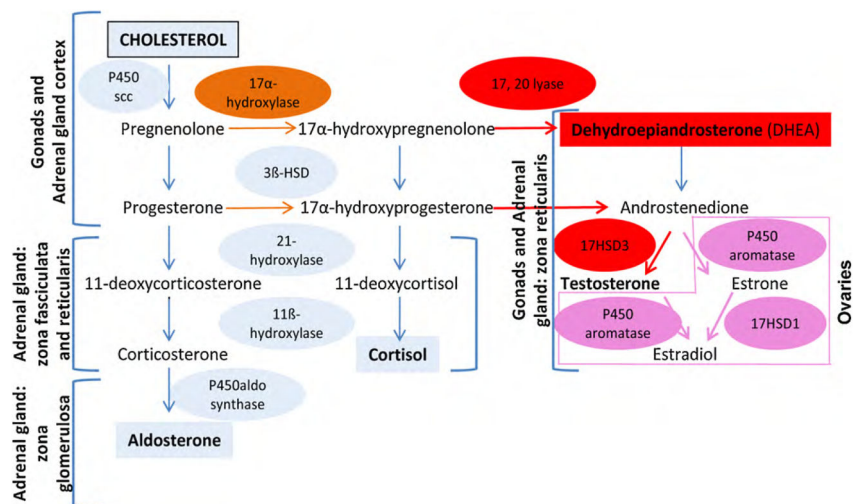 CHOLESTEROL
P450
scc
17α-
hydroxylase
17, 20 lyase
Pregnenolone
17α-hydroxypregnenolone
Dehydroepiandrosterone (DHEA)
3ß-HSD
Progesterone
17α-hydroxyprogesterone
Androstenedione
21-
hydroxylase
17HSD3
P450
aromatase
11-deoxycorticosterone
11-deoxycortisol
Testosterone
Estrone
11ß-
hydroxylase
P450
aromatase
17HSD1
Corticosterone
Cortisol
Estradiol
P450aldo
synthase
Aldosterone
Gonads and
Adrenal gland cortex
Adrenal gland:
zona fasciculata
and reticularis
Adrenal gland:
zona
glomerulosa
Gonads and Adrenal
gland: zona reticularis
Ovaries